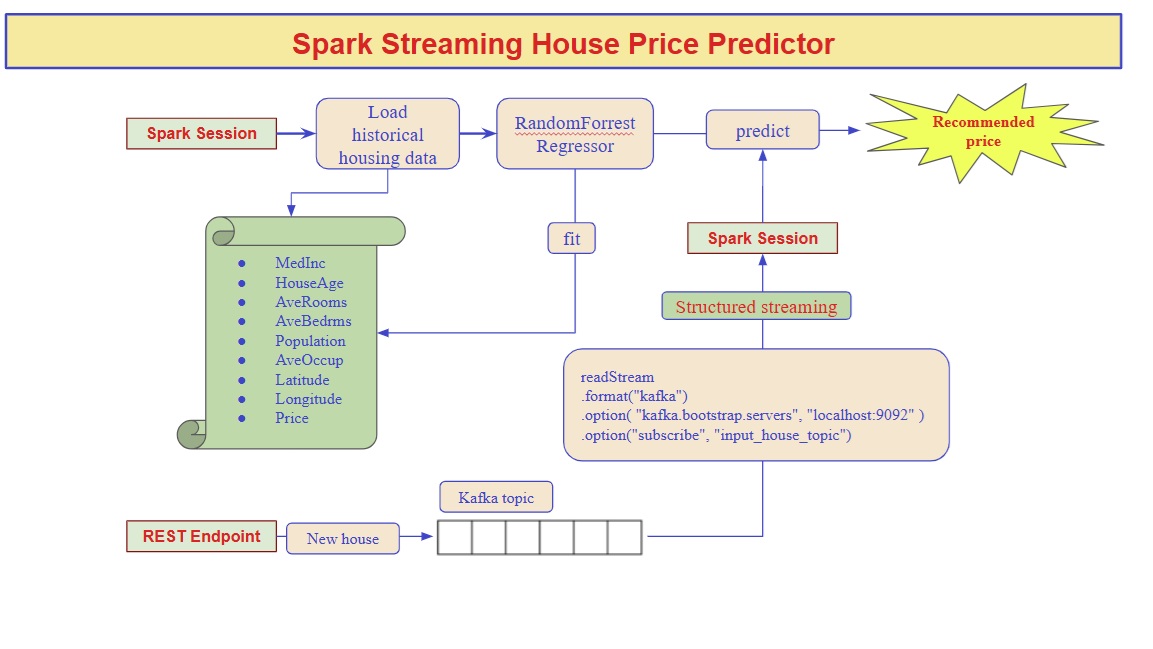 Spark Streaming House Price Predictor
Spark Session
Load
historical
housing data
RandomForrest
Regressor
predict
Recommended
price
fit
Spark Session
Structured streaming
● MedInc
● HouseAge
● AveRooms
● AveBedrms
● Population
● AveOccup
● Latitude
● Longitude
● Price
readStream
.format("kafka")
.option( "kafka.bootstrap.servers", "localhost:9092" )
.option("subscribe", "input_house_topic")
Kafka topic
REST Endpoint
New house